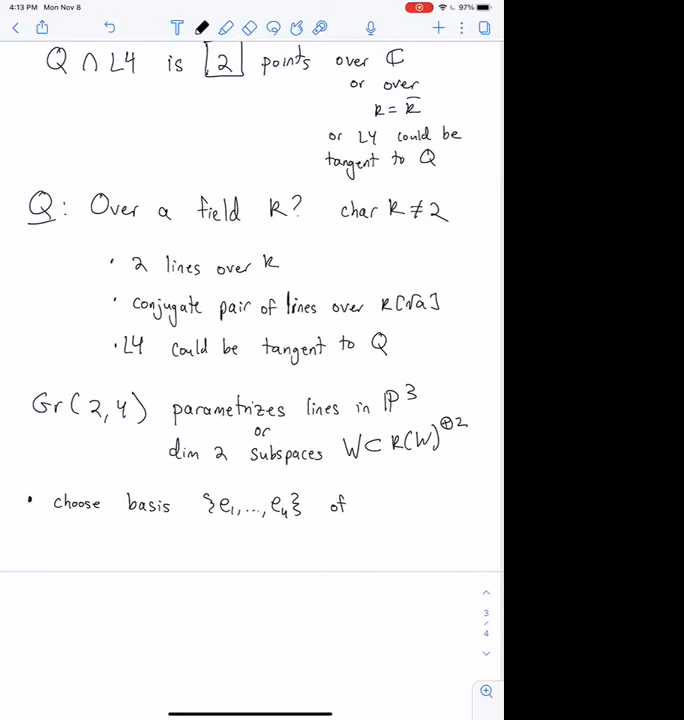 4:13 PM Mon Nov 8
97%
Q ∩ L4 is 2 points over ℂ
or over
k = k̅
or L4 could be
tangent to Q
Q: Over a field k? char k ≠ 2
· 2 lines over k
· conjugate pair of lines over k[√a]
· L4 could be tangent to Q
Gr(2,4) parametrizes lines in ℙ³
or
dim 2 subspaces W ⊂ k(W)^⊕2
· choose basis {e₁,...,e₄} of
3
/
4